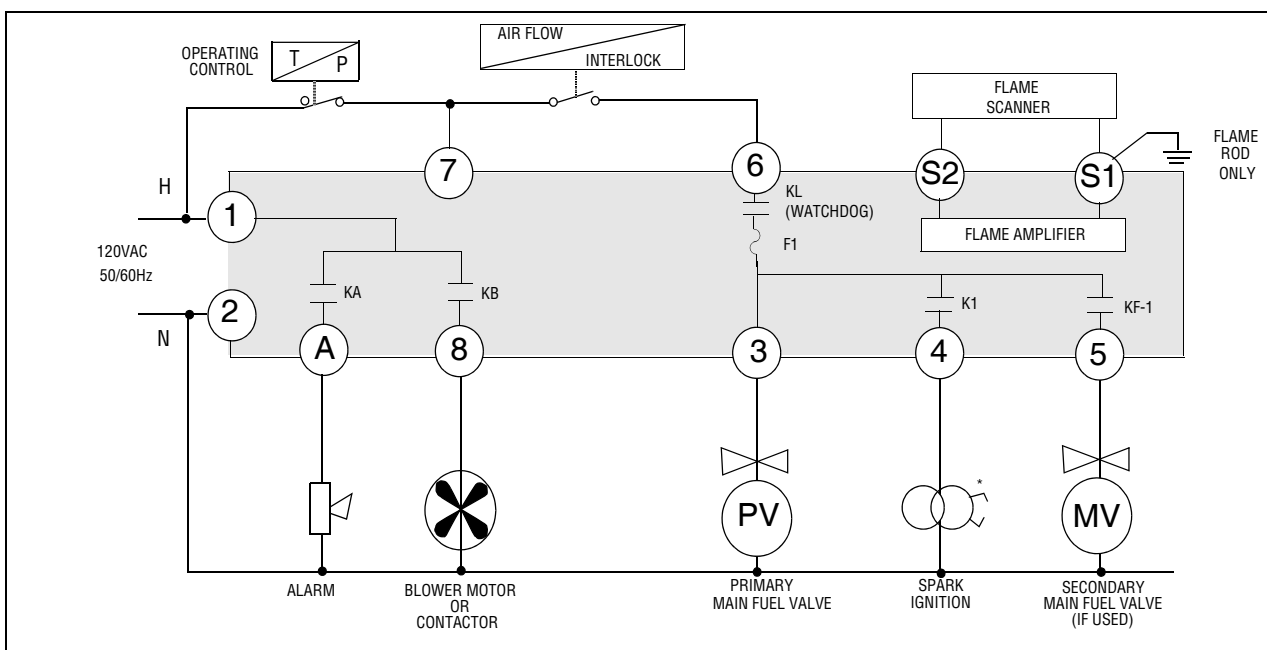 AIR FLOW
INTERLOCK
OPERATING
CONTROL
T
P
FLAME
SCANNER
7
6
S2
S1
FLAME
ROD
ONLY
H
1
KL
(WATCHDOG)
F1
FLAME AMPLIFIER
120VAC
50/60Hz
2
N
KA
KB
K1
KF-1
A
8
3
4
5
*
PV
MV
ALARM
BLOWER MOTOR
OR
CONTACTOR
PRIMARY
MAIN FUEL VALVE
SPARK
IGNITION
SECONDARY
MAIN FUEL VALVE
(IF USED)